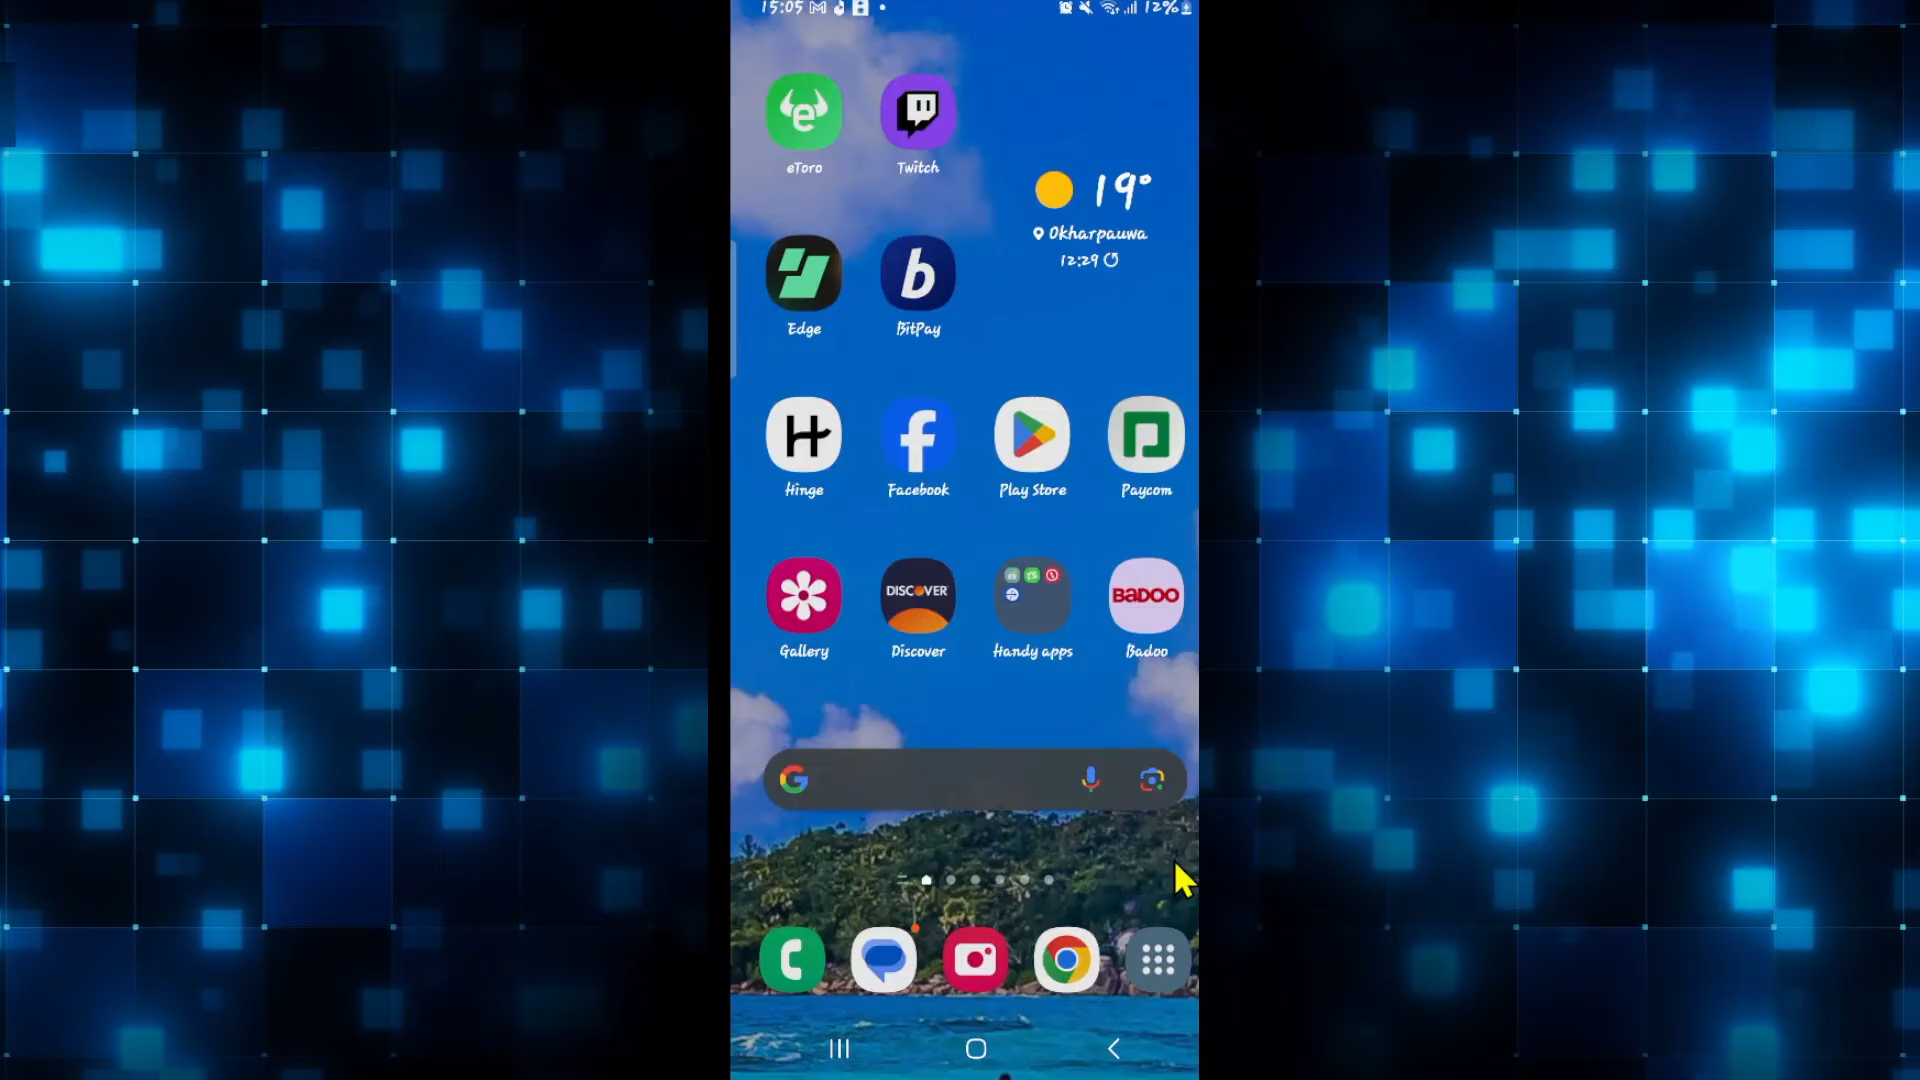 15:05
12%
eToro
Twitch
19°
Okharpauwa
12:29
Edge
BitPay
Hinge
Facebook
Play Store
Paycom
DISCOVER
BADOO
Gallery
Discover
Handy apps
Badoo